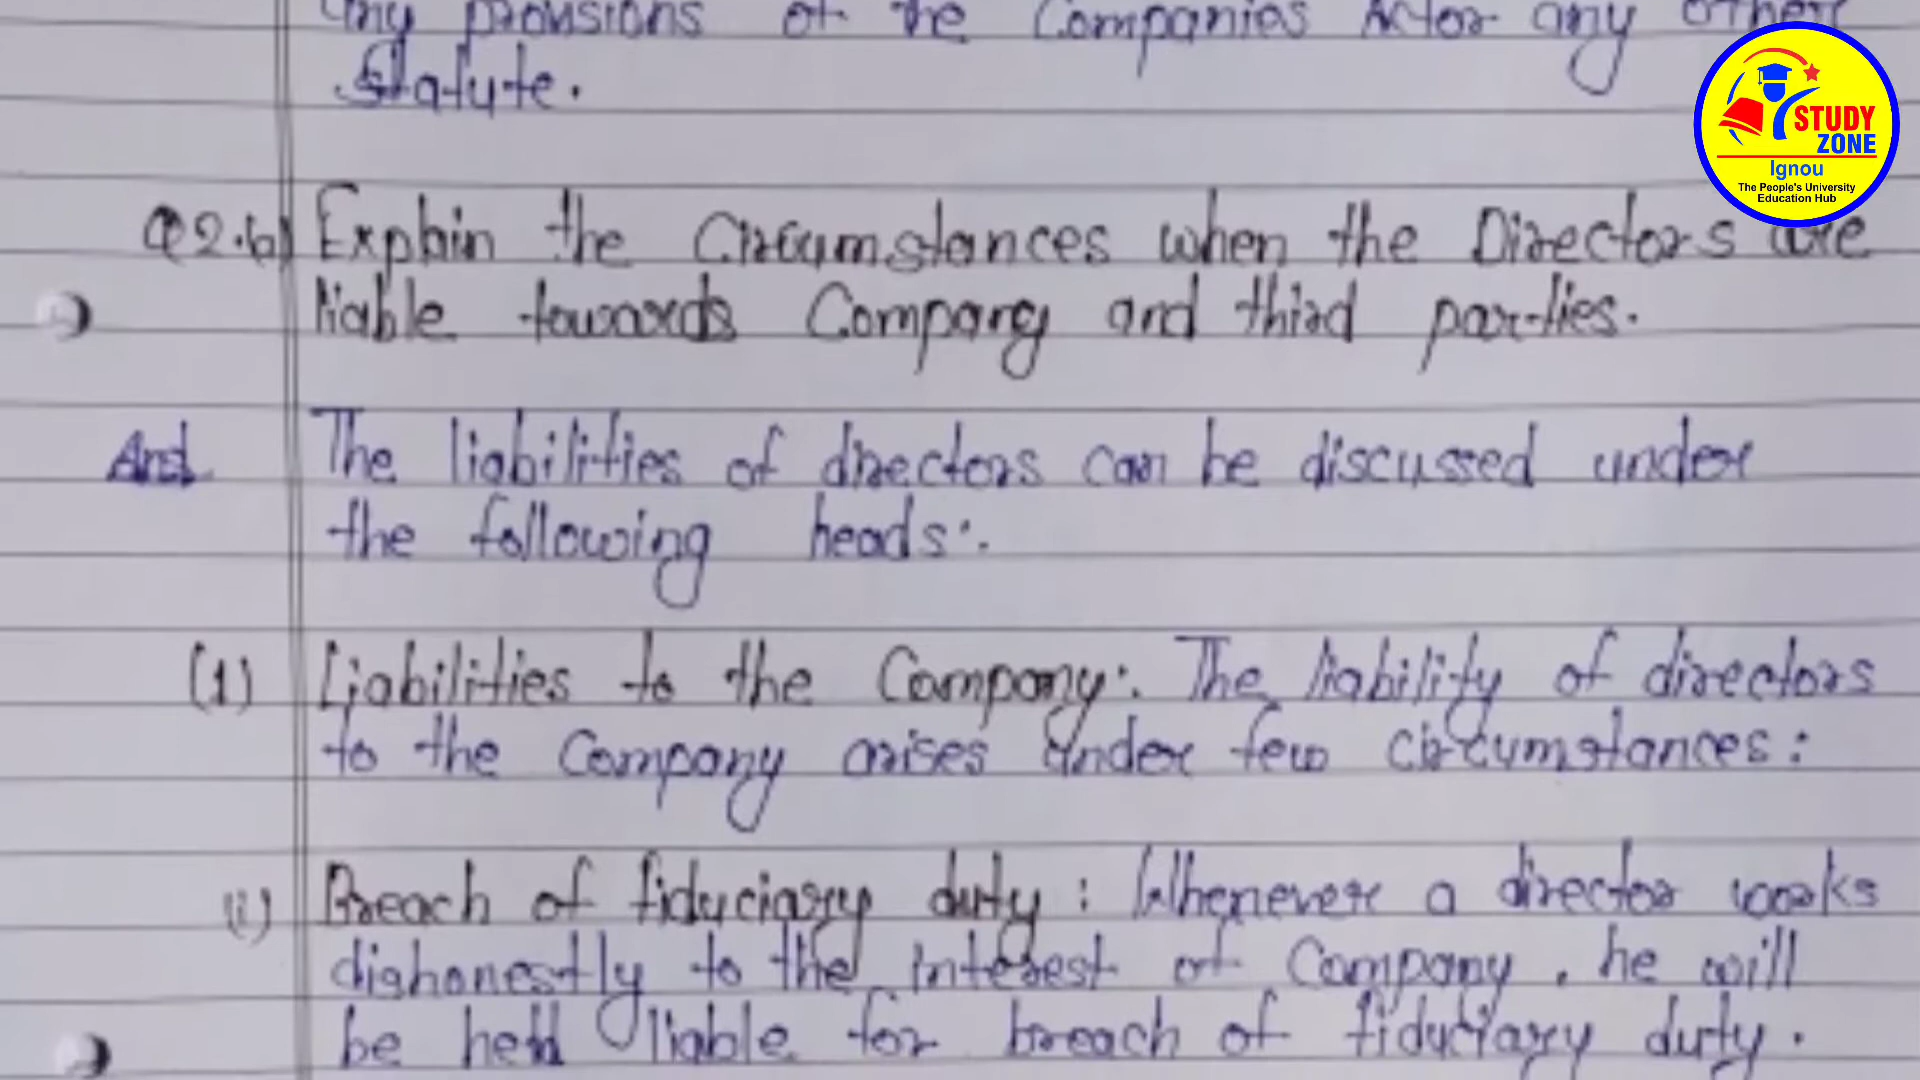 any provisions of the Companies Act or any other
statute.
STUDY
ZONE
Ignou
The People's University
Education Hub
Q2.b) Explain the Circumstances when the Directors are
liable towards Company and third parties.
Ans. The liabilities of directors can be discussed under
the following heads:.
(1) Liabilities to the Company:. The liability of directors
to the Company arises under few circumstances:
(i) Breach of fiduciary duty: Whenever a director works
dishonestly to the interest of Company, he will
be held liable for breach of fiduciary duty.